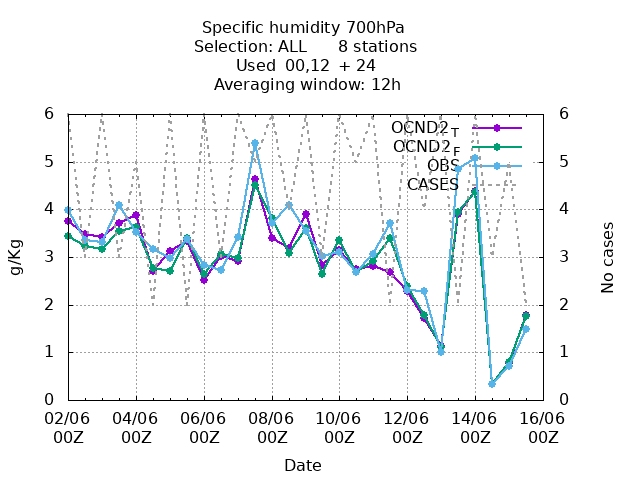 Specific humidity 700hPa
Selection: ALL 8 stations
Used 00,12 + 24
Averaging window: 12h
6 6
OCND2 T
OCND2 F
5 OBS 5
CASES
4 4
g/Kg
3 3
No cases
2 2
1 1
0 0
02/06 04/06 06/06 08/06 10/06 12/06 14/06 16/06
00Z 00Z 00Z 00Z 00Z 00Z 00Z 00Z
Date